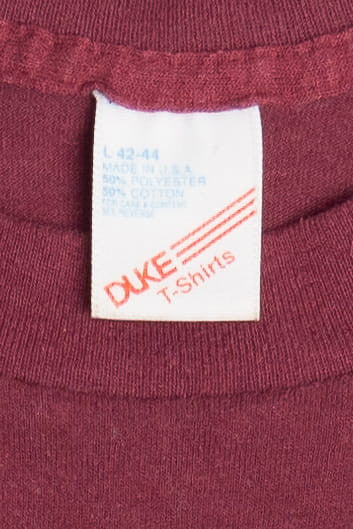 L 42-44
MADE IN U.S.A.
50% POLYESTER
50% COTTON
FOR CARE & CONTENT
SEE REVERSE
DUKE
T-Shirts